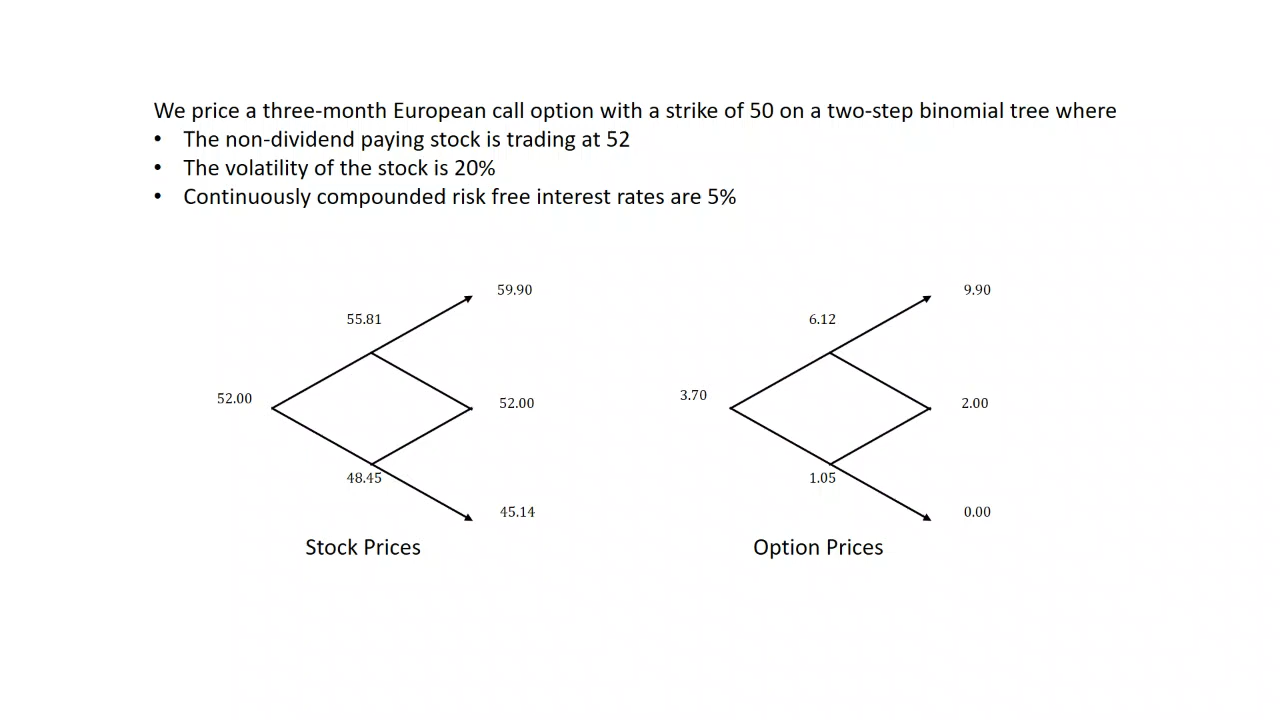 We price a three-month European call option with a strike of 50 on a two-step binomial tree where
• The non-dividend paying stock is trading at 52
• The volatility of the stock is 20%
• Continuously compounded risk free interest rates are 5%
59.90
55.81
52.00
52.00
48.45
45.14
Stock Prices
9.90
6.12
3.70
2.00
1.05
0.00
Option Prices